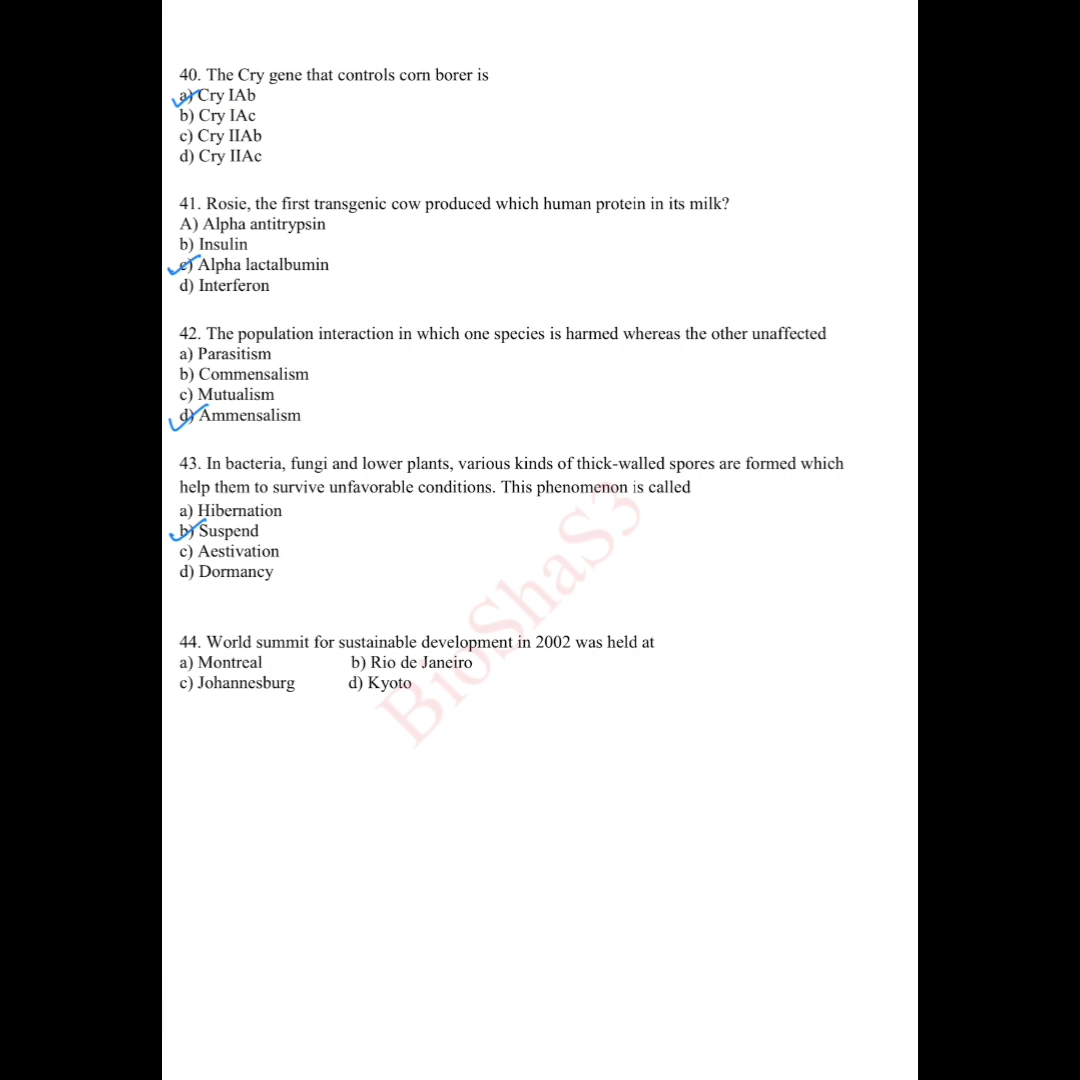 40. The Cry gene that controls corn borer is
a) Cry IAb
b) Cry IAc
c) Cry IIAb
d) Cry IIAc
41. Rosie, the first transgenic cow produced which human protein in its milk?
A) Alpha antitrypsin
b) Insulin
c) Alpha lactalbumin
d) Interferon
42. The population interaction in which one species is harmed whereas the other unaffected
a) Parasitism
b) Commensalism
c) Mutualism
d) Ammensalism
43. In bacteria, fungi and lower plants, various kinds of thick-walled spores are formed which
help them to survive unfavorable conditions. This phenomenon is called
a) Hibernation
b) Suspend
c) Aestivation
d) Dormancy
44. World summit for sustainable development in 2002 was held at
a) Montreal b) Rio de Janeiro
c) Johannesburg d) Kyoto
BioShaS3